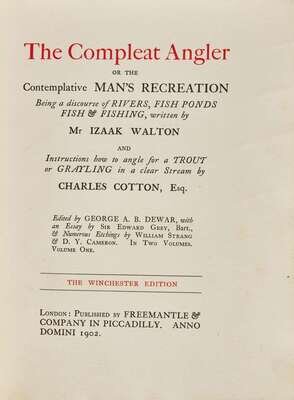 The Compleat Angler
OR THE
Contemplative MAN'S RECREATION
Being a discourse of RIVERS, FISH PONDS
FISH & FISHING, written by
Mr IZAAK WALTON
AND
Instructions how to angle for a TROUT
or GRAYLING in a clear Stream by
CHARLES COTTON, Esq.
Edited by GEORGE A. B. DEWAR, with
an Essay by Sir Edward Grey, Bart.,
& Numerous Etchings by William Strang
& D. Y. Cameron. In Two Volumes.
Volume One.
THE WINCHESTER EDITION
London: Published by FREEMANTLE &
COMPANY IN PICCADILLY. ANNO
DOMINI 1902.